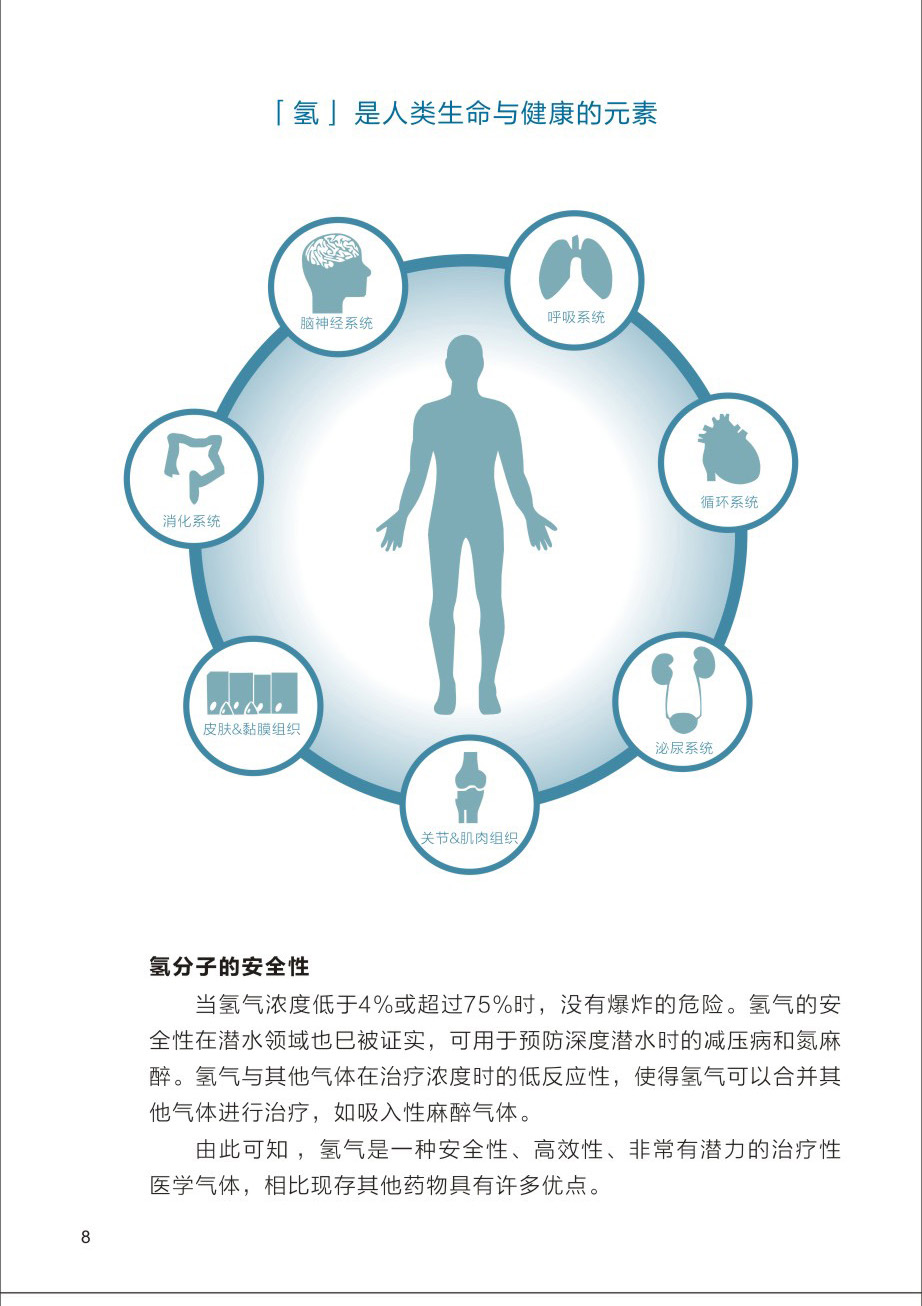 「氢」是人类生命与健康的元素
脑神经系统
呼吸系统
消化系统
循环系统
皮肤&黏膜组织
泌尿系统
关节&肌肉组织
氢分子的安全性
当氢气浓度低于4%或超过75%时，没有爆炸的危险。氢气的安
全性在潜水领域也巳被证实，可用于预防深度潜水时的减压病和氮麻
醉。氢气与其他气体在治疗浓度时的低反应性，使得氢气可以合并其
他气体进行治疗，如吸入性麻醉气体。
由此可知，氢气是一种安全性、高效性、非常有潜力的治疗性
医学气体，相比现存其他药物具有许多优点。
8